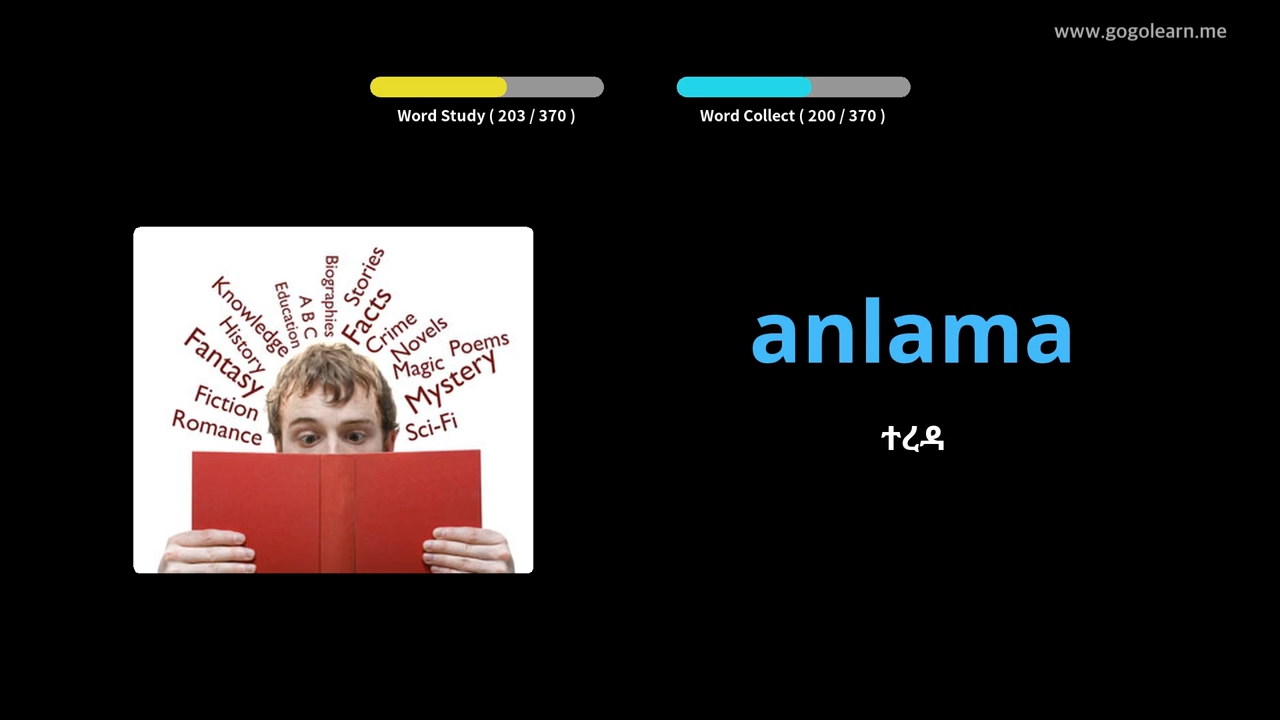 www.gogolearn.me
Word Study ( 203 / 370 )
Word Collect ( 200 / 370 )
Biographies
Stories
Education
A B C
Facts
Knowledge
Crime
History
Novels
Fantasy
Magic
Poems
Mystery
Fiction
Romance
Sci-Fi
anlama
ተረዳ